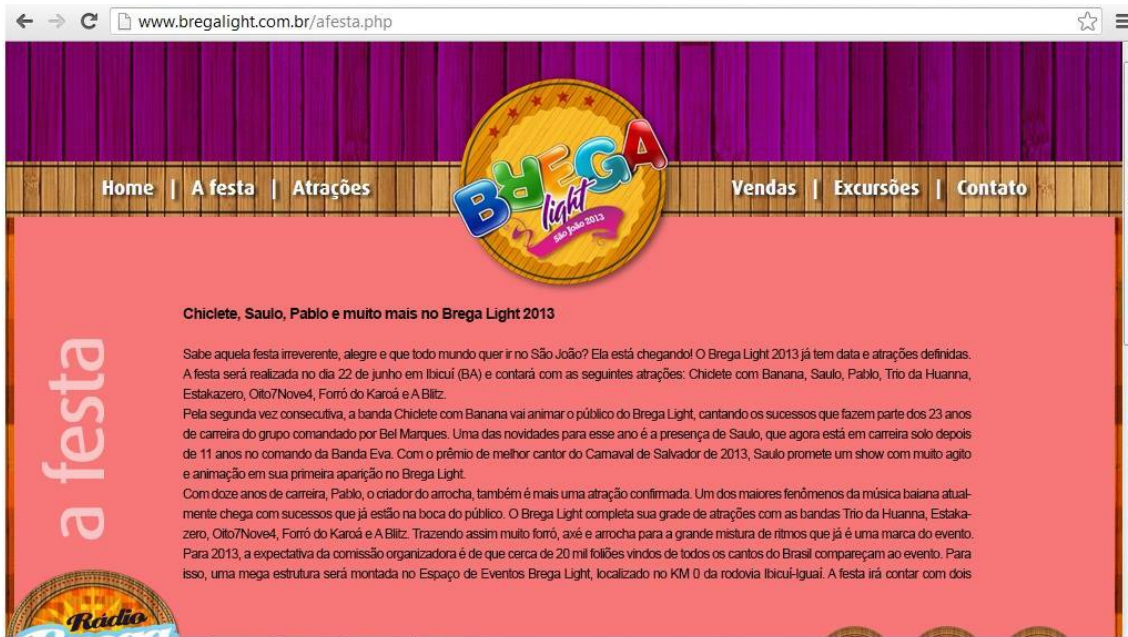 www.bregalight.com.br/afesta.php
Home | A festa | Atrações
BREGA
light
São João 2013
Vendas | Excursões | Contato
a festa
Chiclete, Saulo, Pablo e muito mais no Brega Light 2013
Sabe aquela festa irreverente, alegre e que todo mundo quer ir no São João? Ela está chegando! O Brega Light 2013 já tem data e atrações definidas.
A festa será realizada no dia 22 de junho em Ibicuí (BA) e contará com as seguintes atrações: Chiclete com Banana, Saulo, Pablo, Trio da Huanna,
Estakazero, Oito7Nove4, Forró do Karoá e A Blitz.
Pela segunda vez consecutiva, a banda Chiclete com Banana vai animar o público do Brega Light, cantando os sucessos que fazem parte dos 23 anos
de carreira do grupo comandado por Bel Marques. Uma das novidades para esse ano é a presença de Saulo, que agora está em carreira solo depois
de 11 anos no comando da Banda Eva. Com o prêmio de melhor cantor do Carnaval de Salvador de 2013, Saulo promete um show com muito agito
e animação em sua primeira aparição no Brega Light.
Com doze anos de carreira, Pablo, o criador do arrocha, também é mais uma atração confirmada. Um dos maiores fenômenos da música baiana atual-
mente chega com sucessos que já estão na boca do público. O Brega Light completa sua grade de atrações com as bandas Trio da Huanna, Estaka-
zero, Oito7Nove4, Forró do Karoá e A Blitz. Trazendo assim muito forró, axé e arrocha para a grande mistura de ritmos que já é uma marca do evento.
Para 2013, a expectativa da comissão organizadora é de que cerca de 20 mil foliões vindos de todos os cantos do Brasil compareçam ao evento. Para
isso, uma mega estrutura será montada no Espaço de Eventos Brega Light, localizado no KM 0 da rodovia Ibicuí-Iguaí. A festa irá contar com dois
Rádio